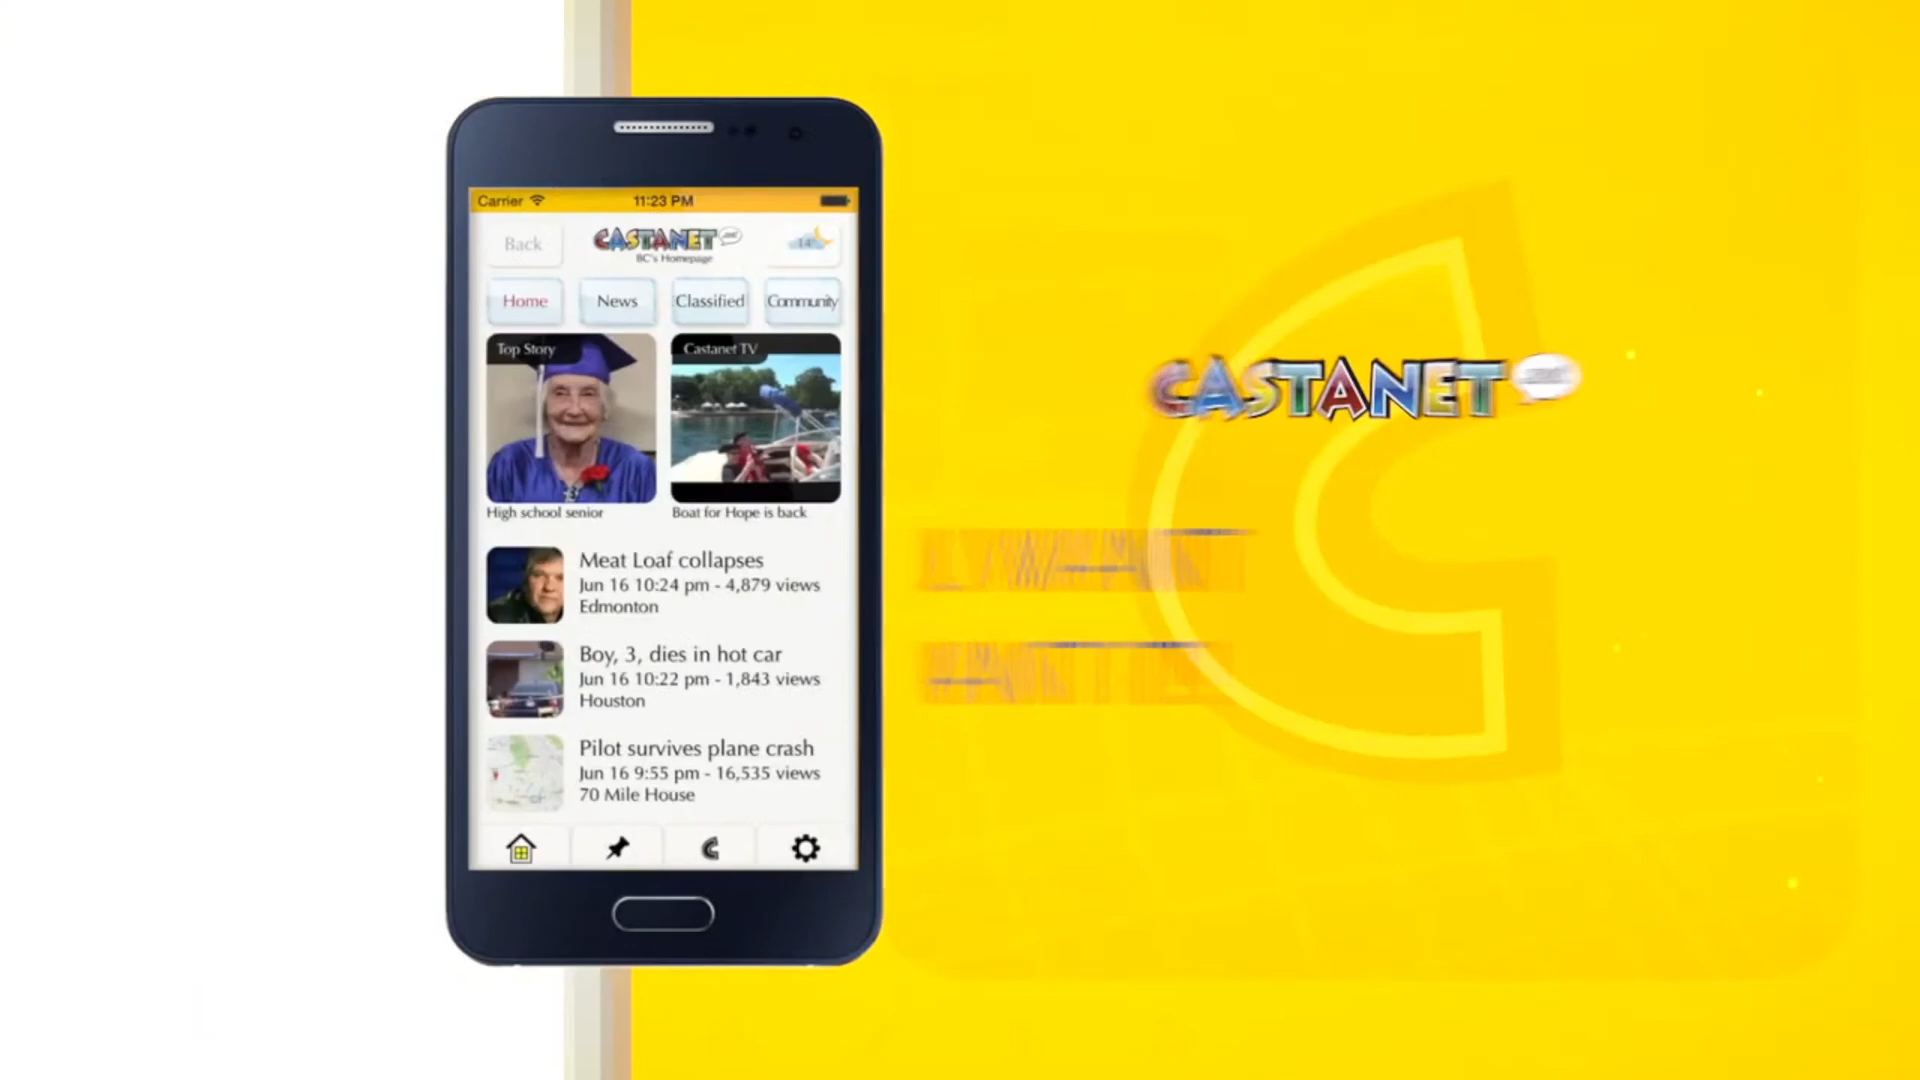 Carrier 11:23 PM
Back
CASTANET
14°
BC's Homepage
Home News Classified Community
Top Story
Castanet TV
High school senior
Boat for Hope is back
Meat Loaf collapses
Jun 16 10:24 pm - 4,879 views
Edmonton
Boy, 3, dies in hot car
Jun 16 10:22 pm - 1,843 views
Houston
Pilot survives plane crash
Jun 16 9:55 pm - 16,535 views
70 Mile House
CASTANET